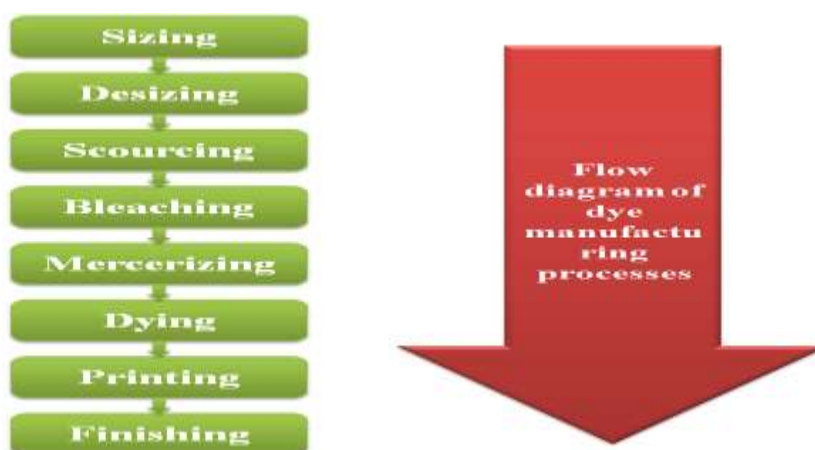 Sizing
Desizing
Scourcing
Bleaching
Mercerizing
Dying
Printing
Finishing
Flow
diagram of
dye
manufactu
ring
processes